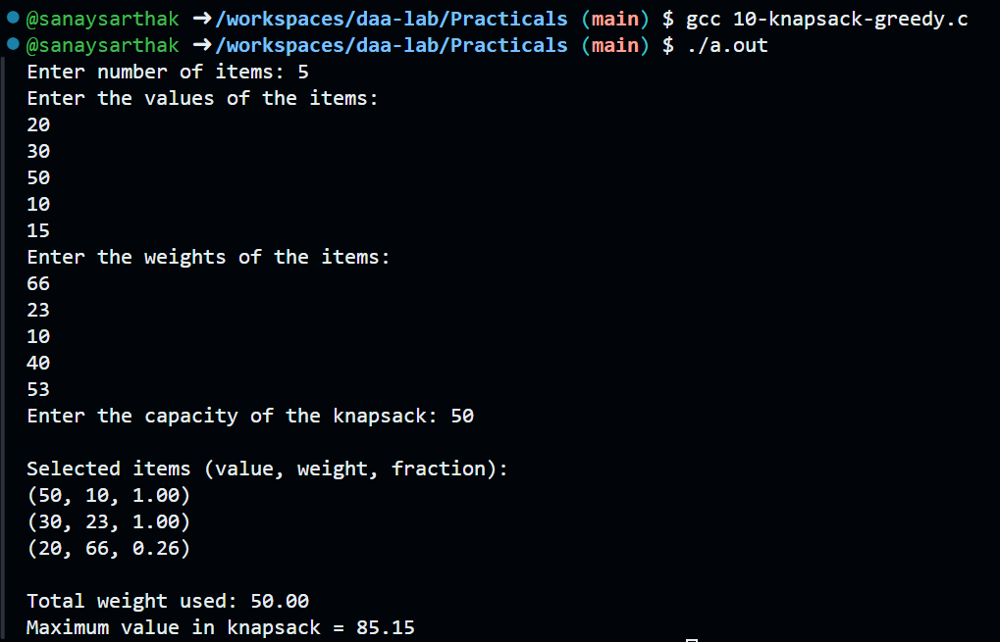 @sanaysarthak ➜/workspaces/daa-lab/Practicals (main) $ gcc 10-knapsack-greedy.c
@sanaysarthak ➜/workspaces/daa-lab/Practicals (main) $ ./a.out
Enter number of items: 5
Enter the values of the items:
20
30
50
10
15
Enter the weights of the items:
66
23
10
40
53
Enter the capacity of the knapsack: 50
Selected items (value, weight, fraction):
(50, 10, 1.00)
(30, 23, 1.00)
(20, 66, 0.26)
Total weight used: 50.00
Maximum value in knapsack = 85.15